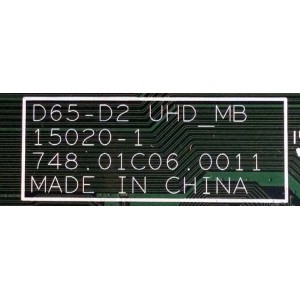 D65-D2 UHD_MB
15020-1
748.01C06.0011
MADE IN CHINA